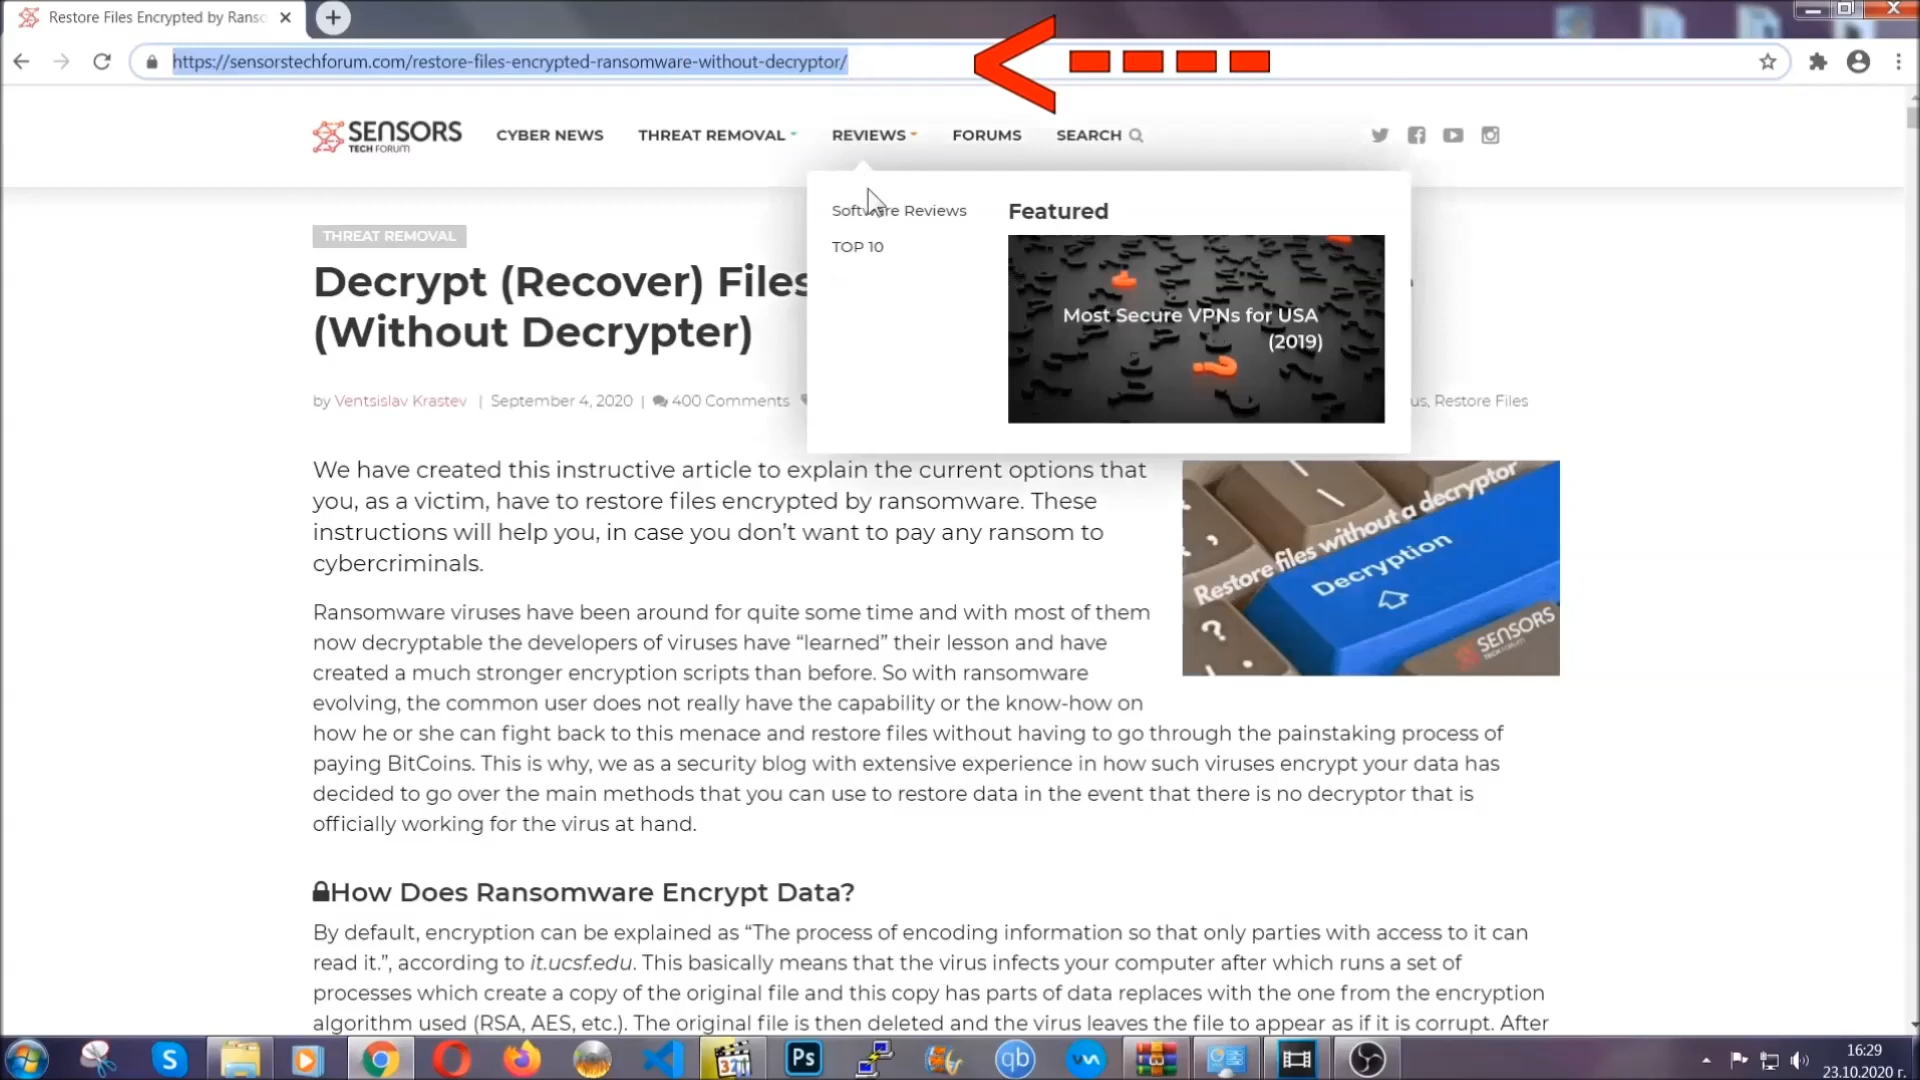 Restore Files Encrypted by Ranso
https://sensorstechforum.com/restore-files-encrypted-ransomware-without-decryptor/
SENSORS
TECH FORUM
CYBER NEWS
THREAT REMOVAL
REVIEWS
FORUMS
SEARCH
Software Reviews
TOP 10
Featured
Most Secure VPNs for USA
(2019)
THREAT REMOVAL
Decrypt (Recover) Files
(Without Decrypter)
by Ventsislav Krastev | September 4, 2020 | 400 Comments
us, Restore Files
We have created this instructive article to explain the current options that
you, as a victim, have to restore files encrypted by ransomware. These
instructions will help you, in case you don’t want to pay any ransom to
cybercriminals.
Restore files without a decryptor
Decryption
SENSORS
TECH FORUM
Ransomware viruses have been around for quite some time and with most of them
now decryptable the developers of viruses have “learned” their lesson and have
created a much stronger encryption scripts than before. So with ransomware
evolving, the common user does not really have the capability or the know-how on
how he or she can fight back to this menace and restore files without having to go through the painstaking process of
paying BitCoins. This is why, we as a security blog with extensive experience in how such viruses encrypt your data has
decided to go over the main methods that you can use to restore data in the event that there is no decryptor that is
officially working for the virus at hand.
How Does Ransomware Encrypt Data?
By default, encryption can be explained as “The process of encoding information so that only parties with access to it can
read it.”, according to it.ucsf.edu. This basically means that the virus infects your computer after which runs a set of
processes which create a copy of the original file and this copy has parts of data replaces with the one from the encryption
algorithm used (RSA, AES, etc.). The original file is then deleted and the virus leaves the file to appear as if it is corrupt. After
S
321
Ps
qb
16:29
23.10.2020 г.